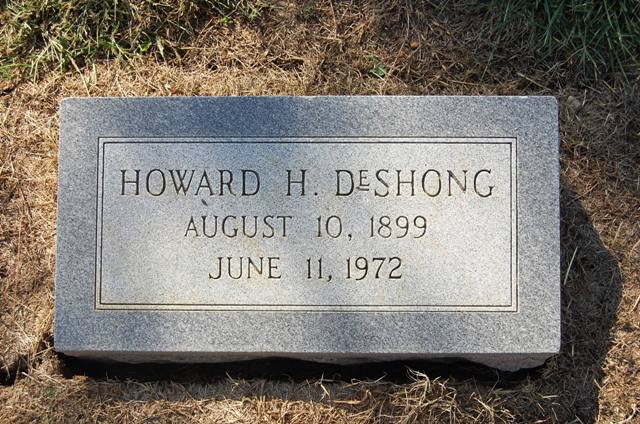 HOWARD H. DESHONG
AUGUST 10, 1899
JUNE 11, 1972